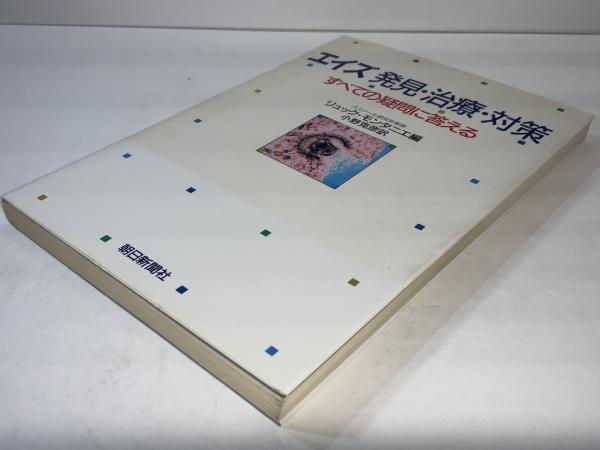 エイズ 発見・治療・対策
すべての疑問に答える
リュック・モンタニエ編
小野克彦訳
朝日新聞社